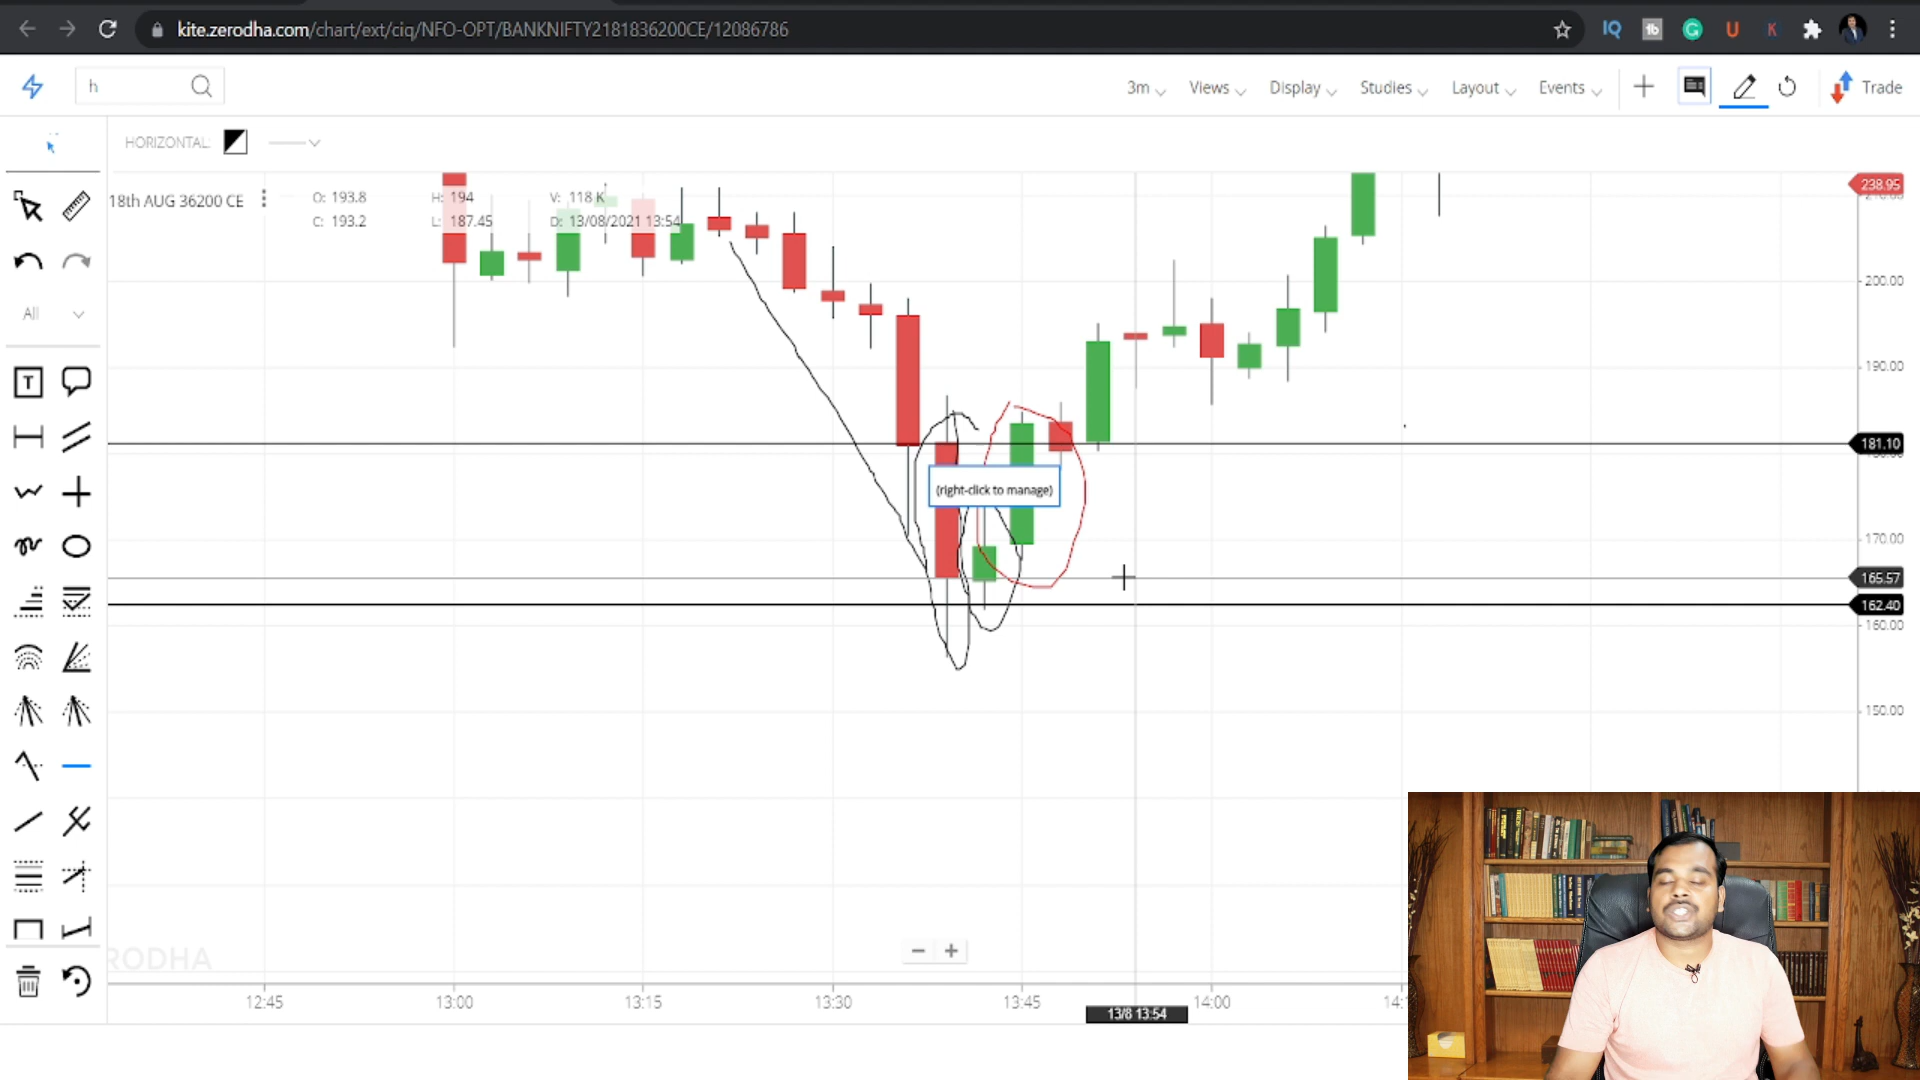 kite.zerodha.com/chart/ext/ciq/NFO-OPT/BANKNIFTY2181836200CE/12086786
h
3m Views Display Studies Layout Events Trade
HORIZONTAL:
18th AUG 36200 CE
O: 193.8 H: 194 V: 118 K
C: 193.2 L: 187.45 D: 13/08/2021 13:54
All
T
238.95
200.00
190.00
181.10
(right-click to manage)
170.00
165.57
162.40
160.00
150.00
RODHA
12:45 13:00 13:15 13:30 13:45 14:00
13/8 13:54